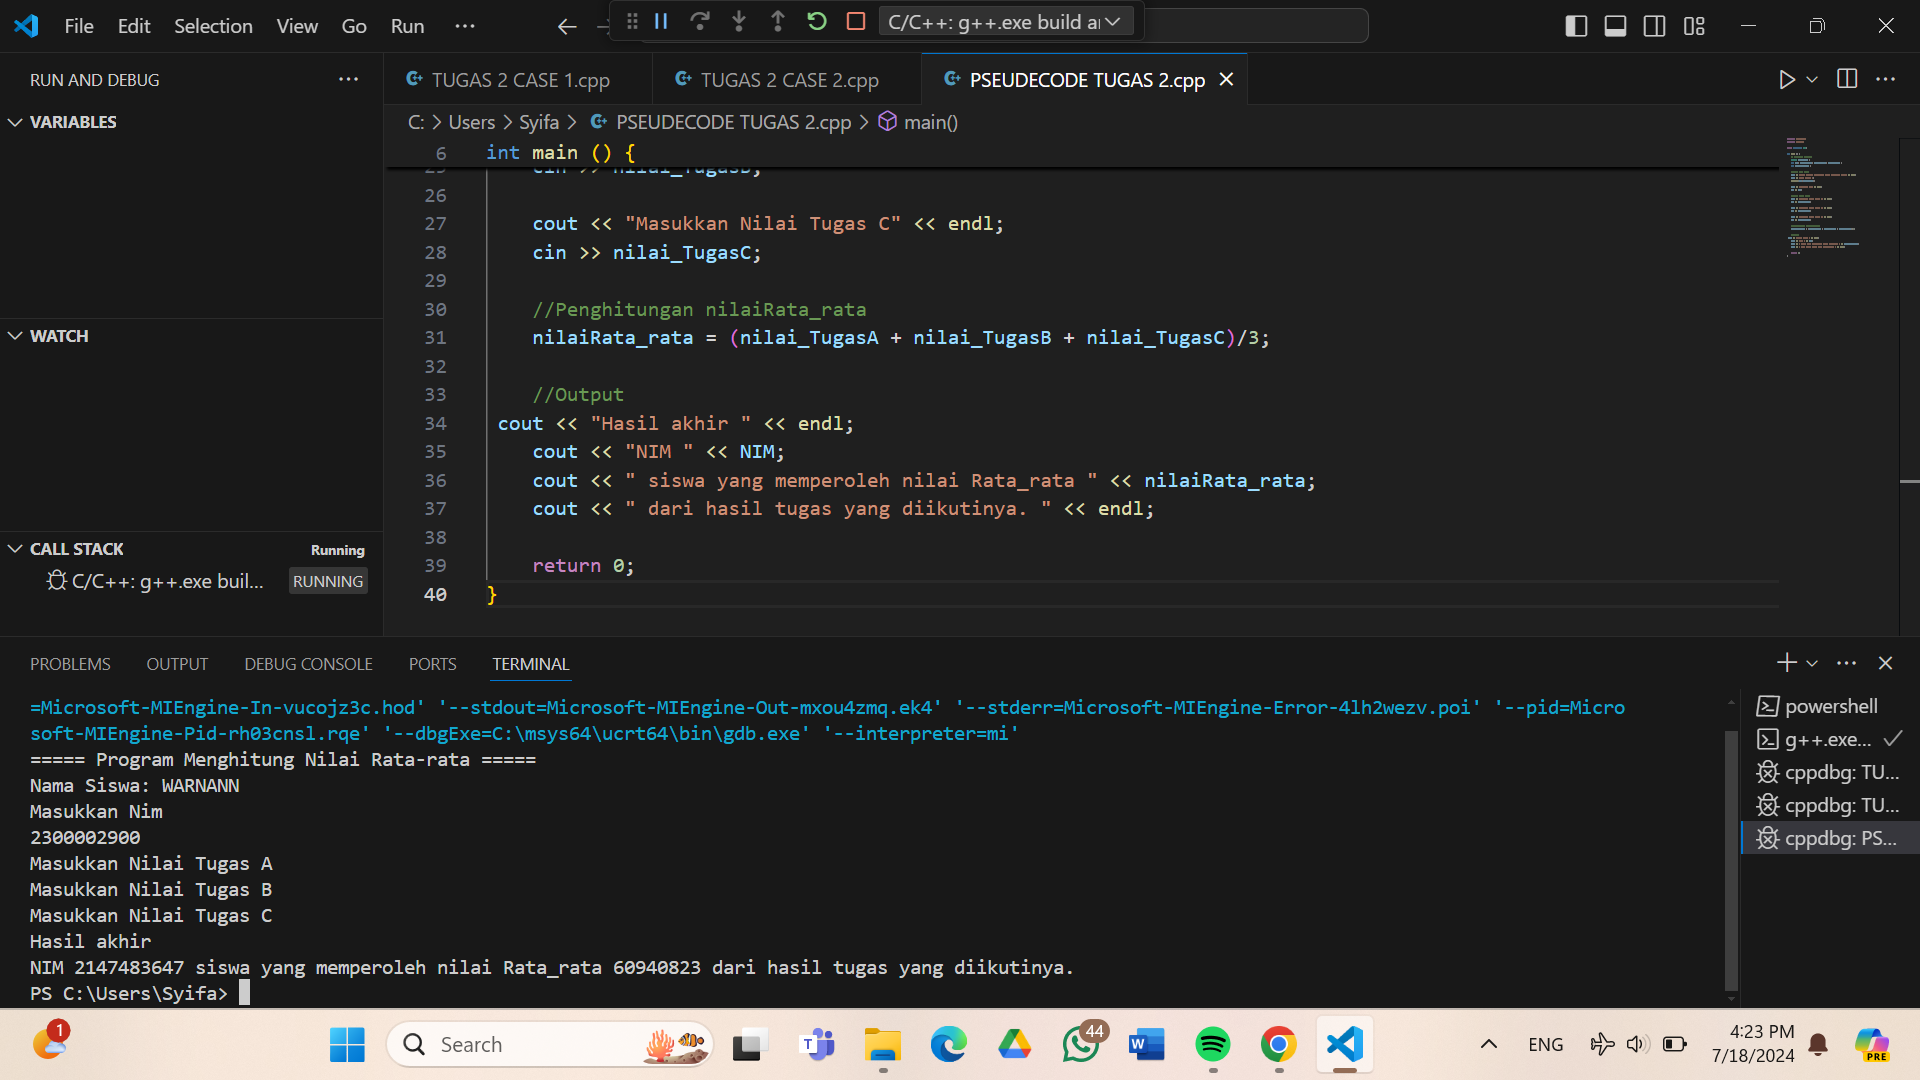 File Edit Selection View Go Run ···
C/C++: g++.exe build ar
RUN AND DEBUG ···
TUGAS 2 CASE 1.cpp
TUGAS 2 CASE 2.cpp
PSEUDECODE TUGAS 2.cpp
C: > Users > Syifa > PSEUDECODE TUGAS 2.cpp > main()
VARIABLES
WATCH
CALL STACK Running
C/C++: g++.exe buil... RUNNING
6 int main () {
25 cin >> nilai_TugasB;
26
27 cout << "Masukkan Nilai Tugas C" << endl;
28 cin >> nilai_TugasC;
29
30 //Penghitungan nilaiRata_rata
31 nilaiRata_rata = (nilai_TugasA + nilai_TugasB + nilai_TugasC)/3;
32
33 //Output
34 cout << "Hasil akhir " << endl;
35 cout << "NIM " << NIM;
36 cout << " siswa yang memperoleh nilai Rata_rata " << nilaiRata_rata;
37 cout << " dari hasil tugas yang diikutinya. " << endl;
38
39 return 0;
40 }
PROBLEMS OUTPUT DEBUG CONSOLE PORTS TERMINAL
=Microsoft-MIEngine-In-vucojz3c.hod' '--stdout=Microsoft-MIEngine-Out-mxou4zmq.ek4' '--stderr=Microsoft-MIEngine-Error-4lh2wezv.poi' '--pid=Micro
soft-MIEngine-Pid-rh03cnsl.rqe' '--dbgExe=C:\msys64\ucrt64\bin\gdb.exe' '--interpreter=mi'
===== Program Menghitung Nilai Rata-rata =====
Nama Siswa: WARNANN
Masukkan Nim
2300002900
Masukkan Nilai Tugas A
Masukkan Nilai Tugas B
Masukkan Nilai Tugas C
Hasil akhir
NIM 2147483647 siswa yang memperoleh nilai Rata_rata 60940823 dari hasil tugas yang diikutinya.
PS C:\Users\Syifa>
powershell
g++.exe...
cppdbg: TU...
cppdbg: TU...
cppdbg: PS...
1
Search
44
ENG
4:23 PM
7/18/2024
PRE